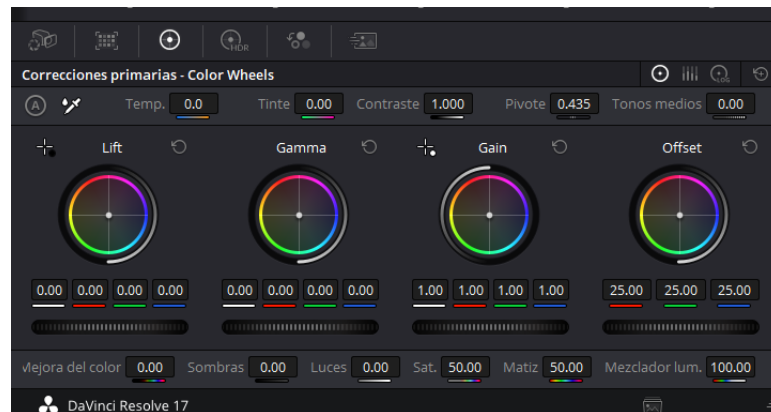 HDR
Correcciones primarias - Color Wheels
LOG
A Temp. 0.0 Tinte 0.00 Contraste 1.000 Pivote 0.435 Tonos medios 0.00
Lift Gamma Gain Offset
0.00 0.00 0.00 0.00 0.00 0.00 0.00 0.00 1.00 1.00 1.00 1.00 25.00 25.00 25.00
Mejora del color 0.00 Sombras 0.00 Luces 0.00 Sat. 50.00 Matiz 50.00 Mezclador lum. 100.00
DaVinci Resolve 17